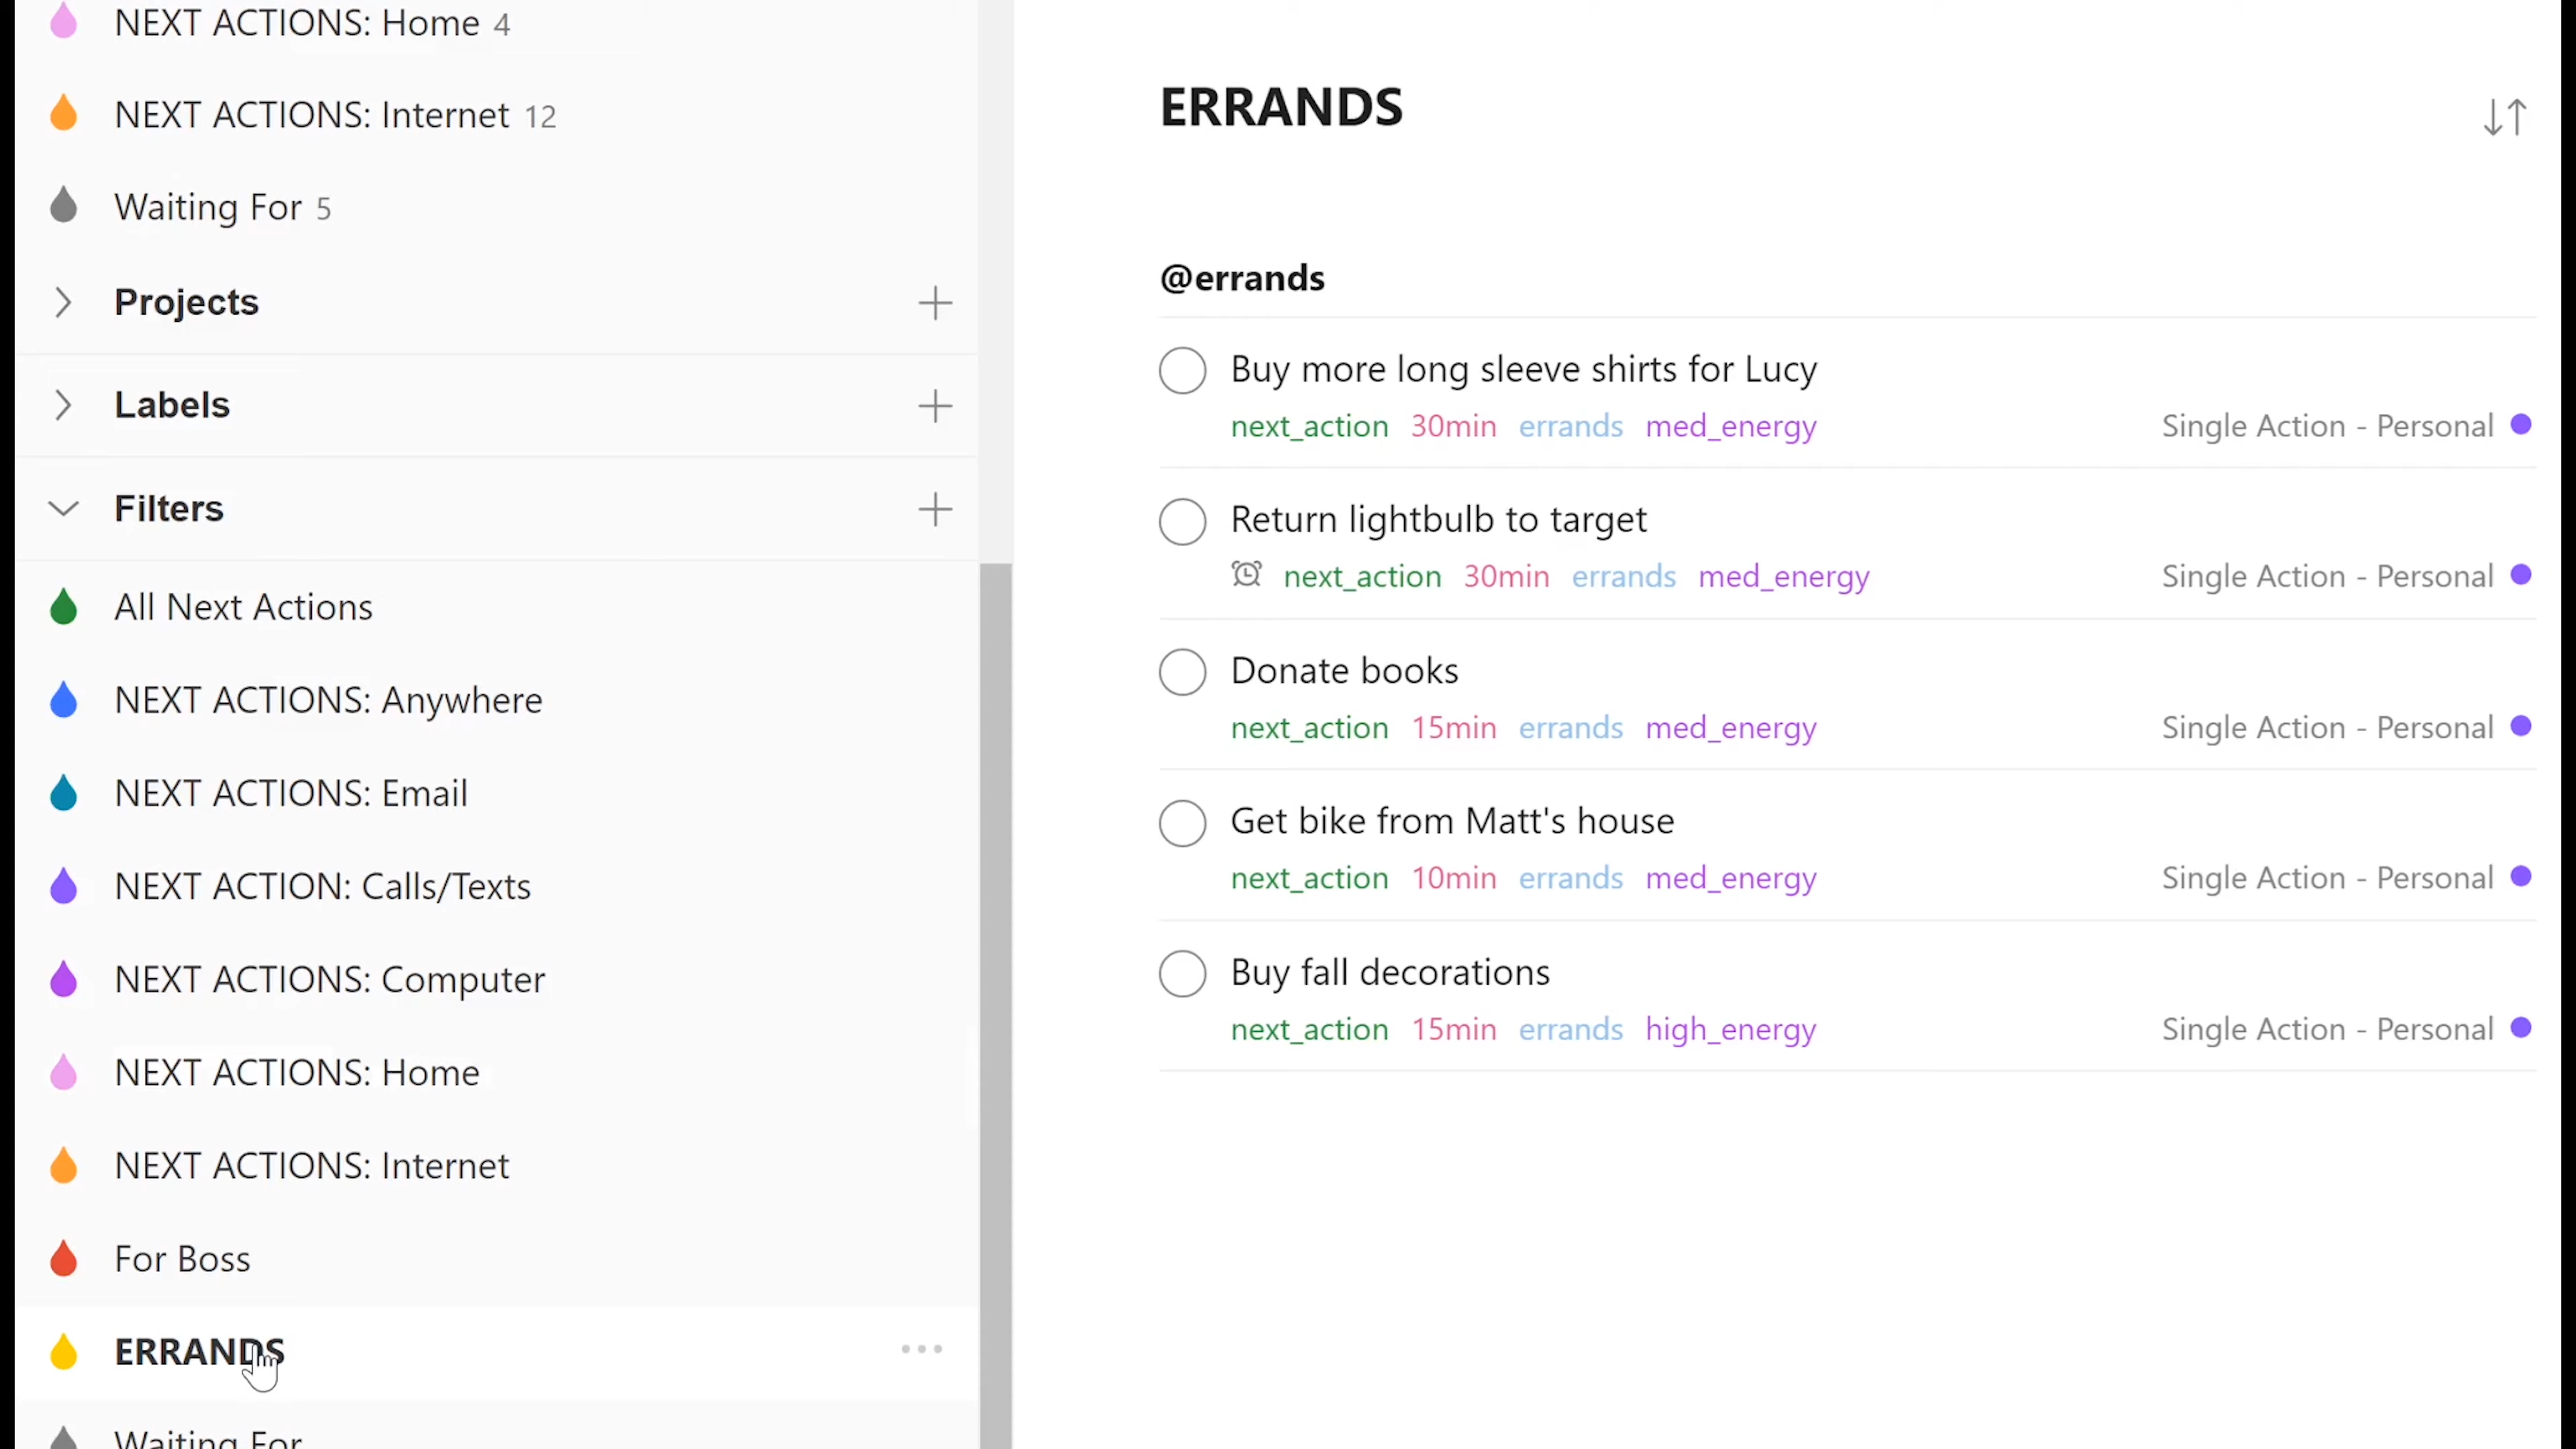 NEXT ACTIONS: Home 4
NEXT ACTIONS: Internet 12
Waiting For 5
Projects
Labels
Filters
All Next Actions
NEXT ACTIONS: Anywhere
NEXT ACTIONS: Email
NEXT ACTION: Calls/Texts
NEXT ACTIONS: Computer
NEXT ACTIONS: Home
NEXT ACTIONS: Internet
For Boss
ERRANDS
Waiting For
ERRANDS
@errands
Buy more long sleeve shirts for Lucy
next_action 30min errands med_energy Single Action - Personal
Return lightbulb to target
next_action 30min errands med_energy Single Action - Personal
Donate books
next_action 15min errands med_energy Single Action - Personal
Get bike from Matt's house
next_action 10min errands med_energy Single Action - Personal
Buy fall decorations
next_action 15min errands high_energy Single Action - Personal